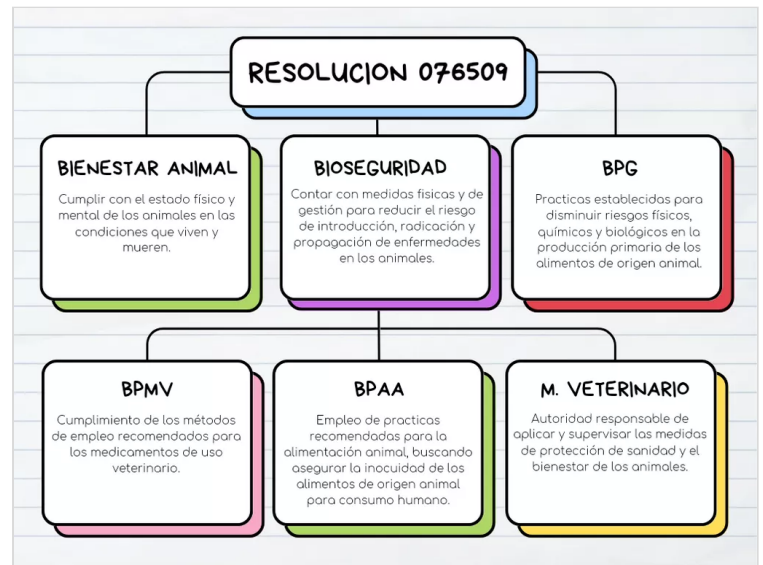 RESOLUCION 076509
BIENESTAR ANIMAL
Cumplir con el estado físico y
mental de los animales en las
condiciones que viven y
mueren.
BIOSEGURIDAD
Contar con medidas fisicas y de
gestión para reducir el riesgo
de introducción, radicación y
propagación de enfermedades
en los animales.
BPG
Practicas establecidas para
disminuir riesgos físicos,
químicos y biológicos en la
producción primaria de los
alimentos de origen animal.
BPMV
Cumplimiento de los métodos
de empleo recomendados para
los medicamentos de uso
veterinario.
BPAA
Empleo de practicas
recomendadas para la
alimentación animal, buscando
asegurar la inocuidad de los
alimentos de origen animal
para consumo humano.
M. VETERINARIO
Autoridad responsable de
aplicar y supervisar las medidas
de protección de sanidad y el
bienestar de los animales.